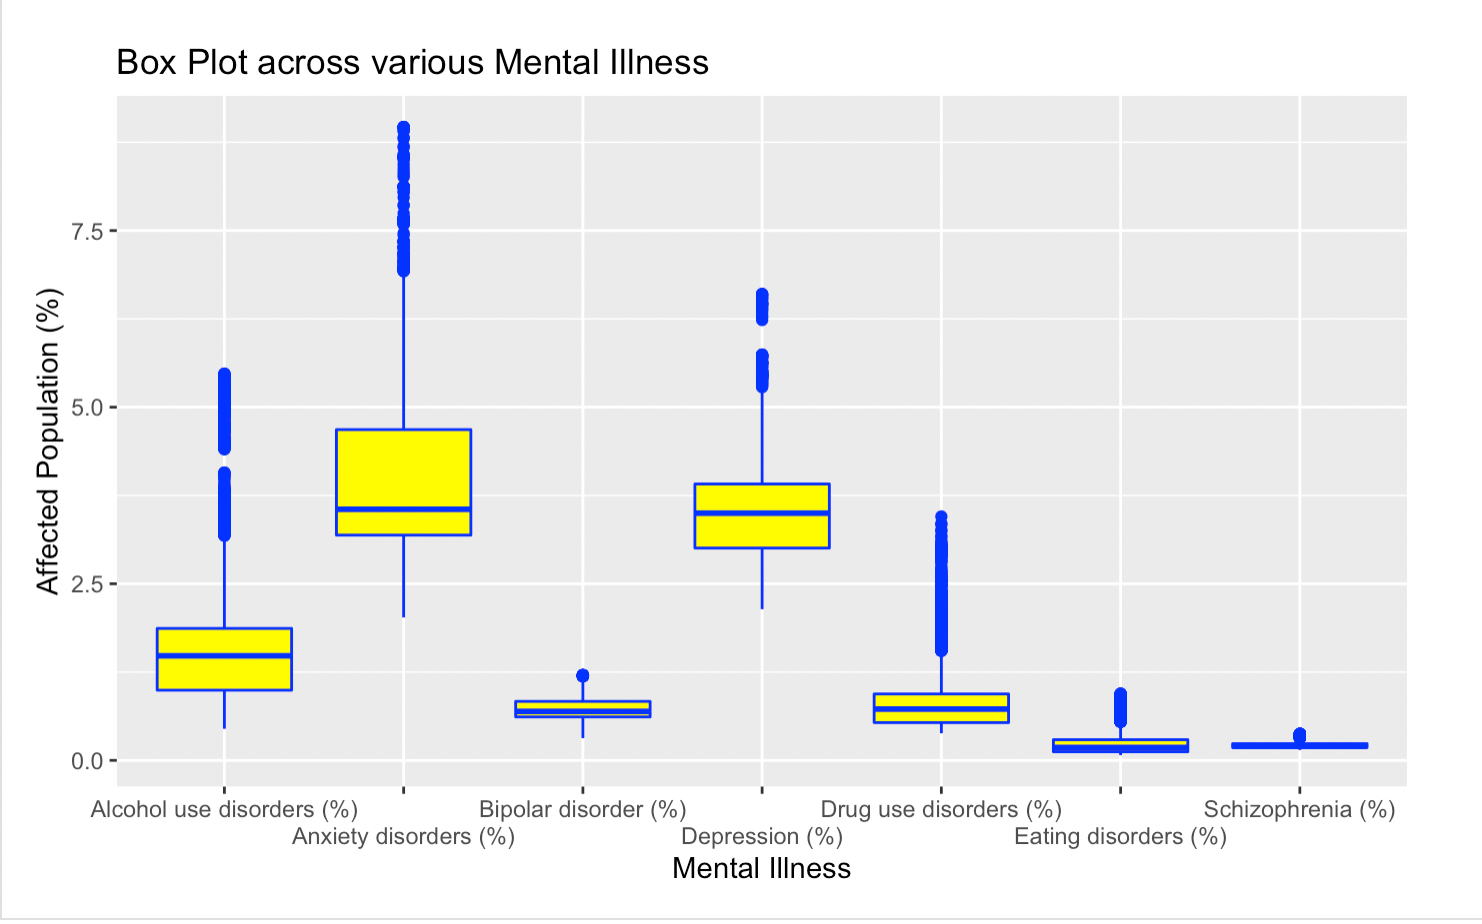 Box Plot across various Mental Illness
Affected Population (%)
7.5
5.0
2.5
0.0
Alcohol use disorders (%)
Anxiety disorders (%)
Bipolar disorder (%)
Depression (%)
Drug use disorders (%)
Eating disorders (%)
Schizophrenia (%)
Mental Illness